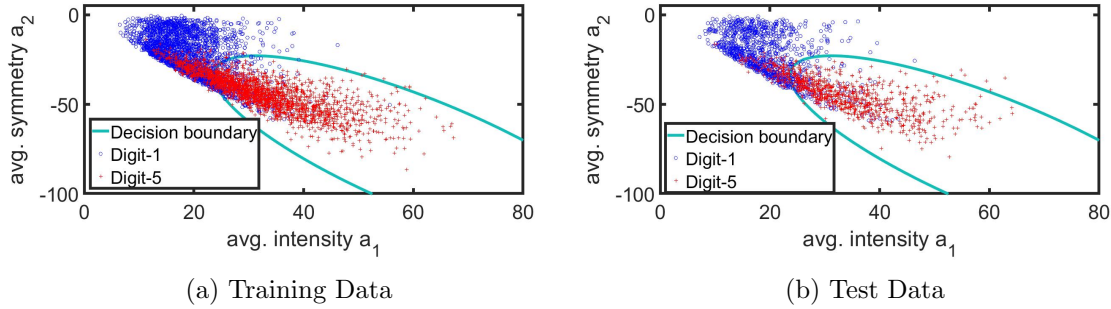 avg. symmetry a2
0
-50
-100
Decision boundary
Digit-1
Digit-5
0 20 40 60 80
avg. intensity a1
(a) Training Data
avg. symmetry a2
0
-50
-100
Decision boundary
Digit-1
Digit-5
0 20 40 60 80
avg. intensity a1
(b) Test Data